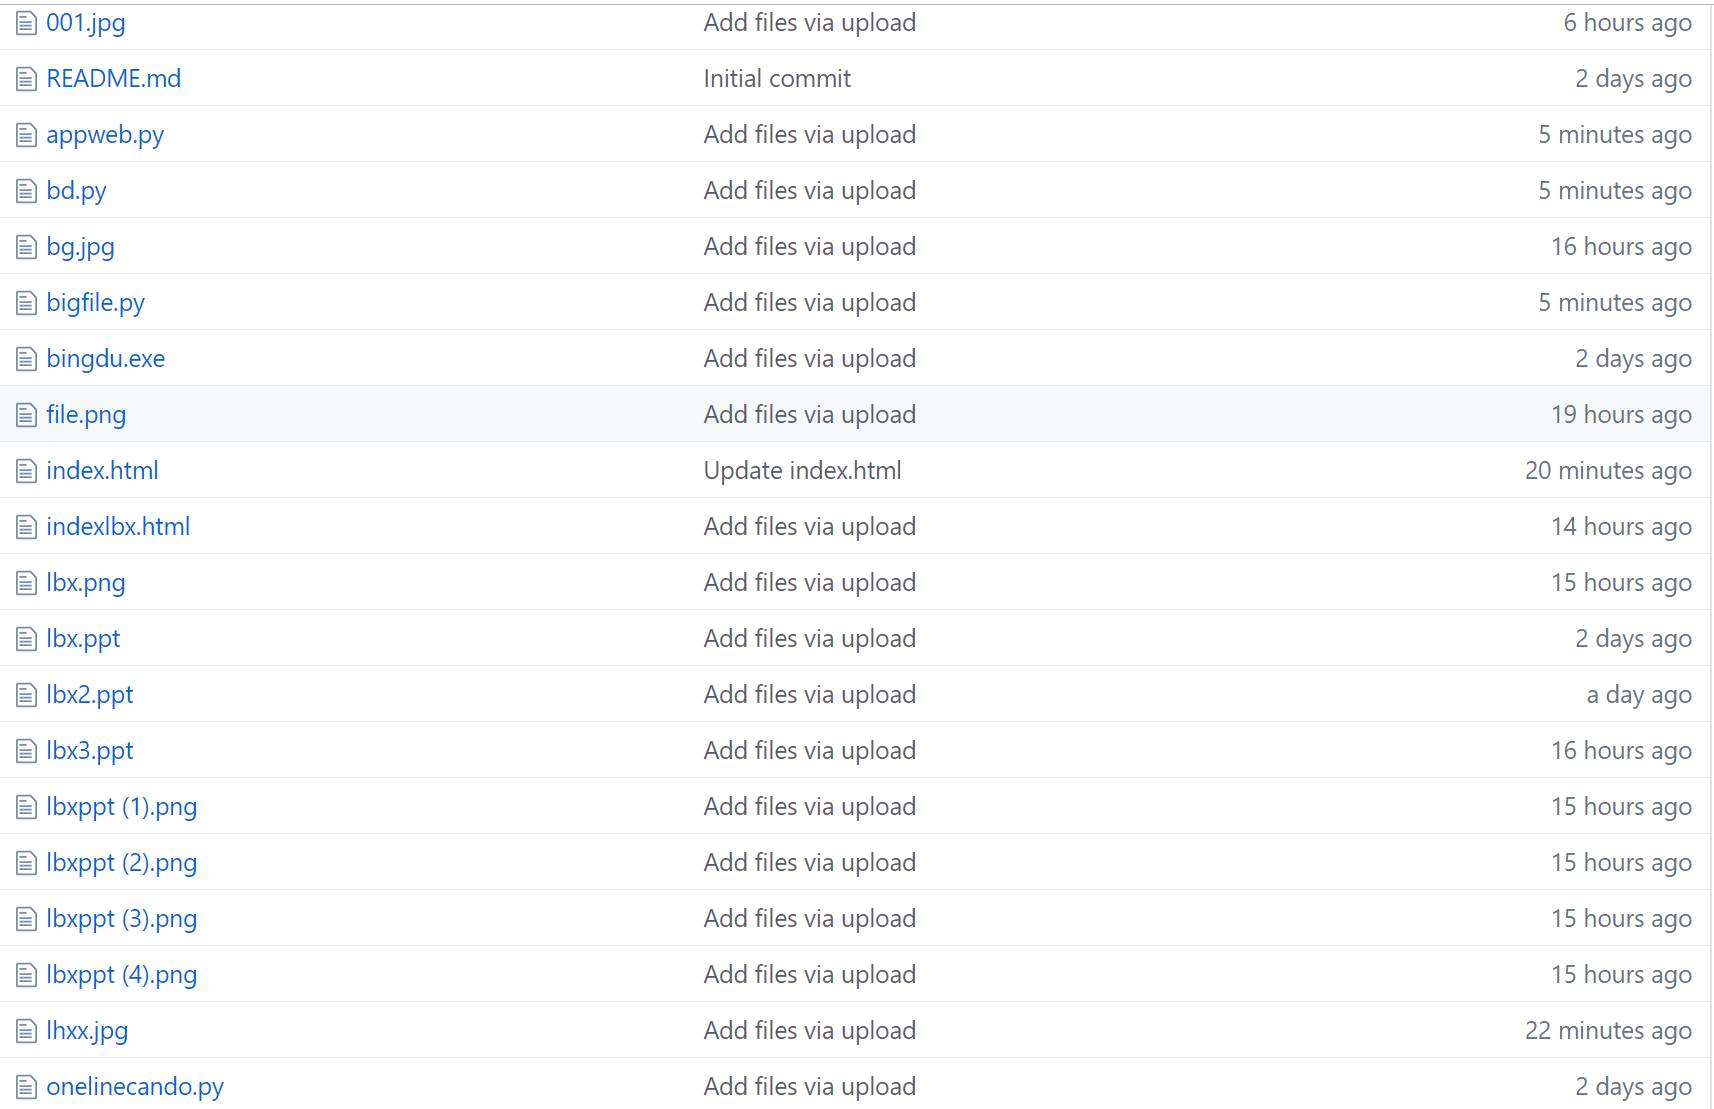 001.jpg Add files via upload 6 hours ago
README.md Initial commit 2 days ago
appweb.py Add files via upload 5 minutes ago
bd.py Add files via upload 5 minutes ago
bg.jpg Add files via upload 16 hours ago
bigfile.py Add files via upload 5 minutes ago
bingdu.exe Add files via upload 2 days ago
file.png Add files via upload 19 hours ago
index.html Update index.html 20 minutes ago
indexlbx.html Add files via upload 14 hours ago
lbx.png Add files via upload 15 hours ago
lbx.ppt Add files via upload 2 days ago
lbx2.ppt Add files via upload a day ago
lbx3.ppt Add files via upload 16 hours ago
lbxppt (1).png Add files via upload 15 hours ago
lbxppt (2).png Add files via upload 15 hours ago
lbxppt (3).png Add files via upload 15 hours ago
lbxppt (4).png Add files via upload 15 hours ago
lhxx.jpg Add files via upload 22 minutes ago
onelinecando.py Add files via upload 2 days ago